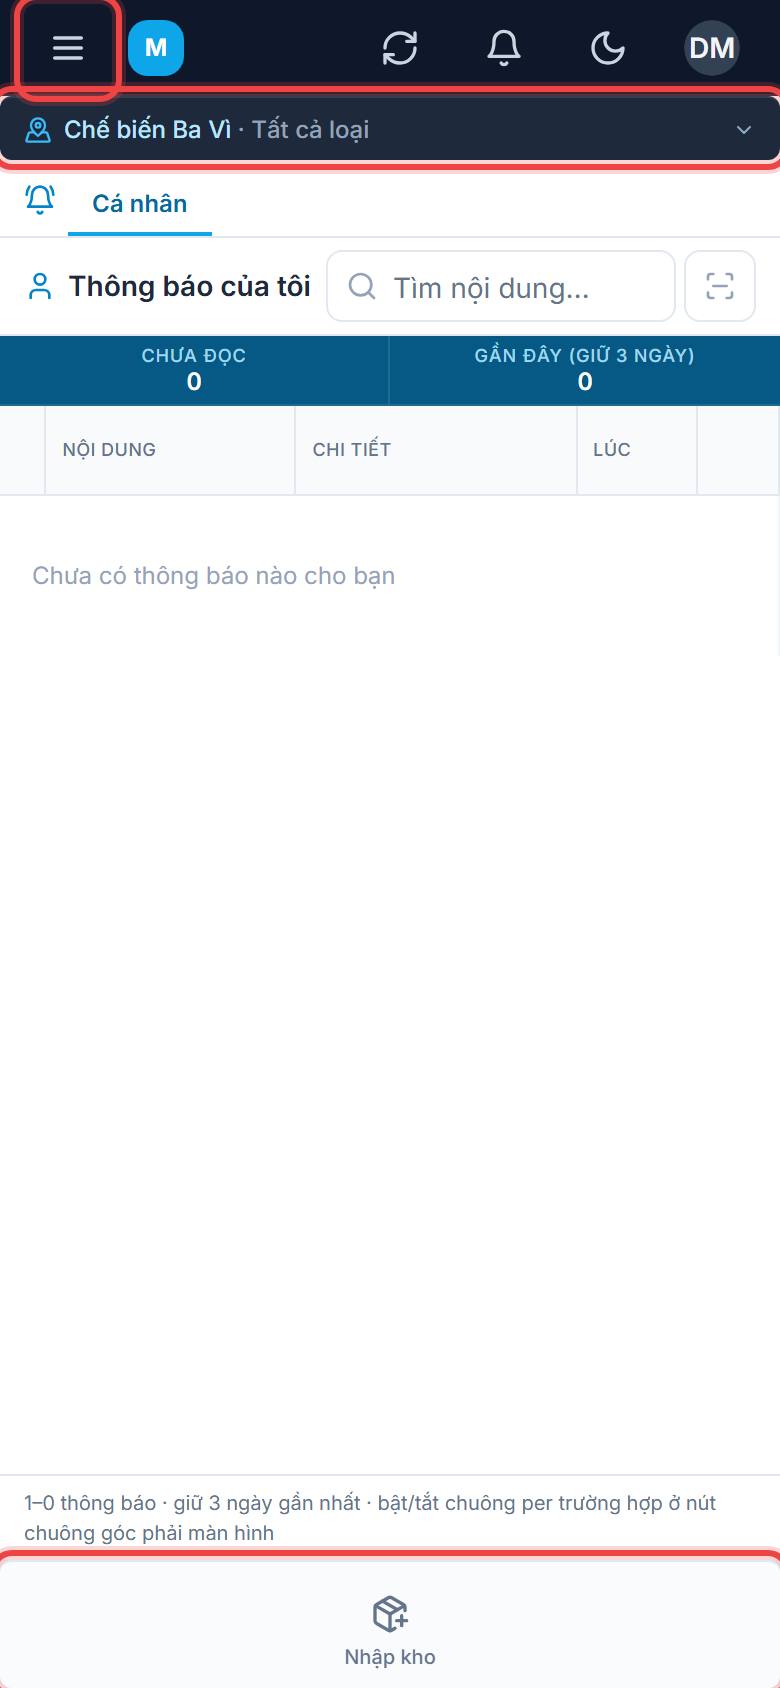 M
DM
Chế biến Ba Vì · Tất cả loại
Cá nhân
Thông báo của tôi
Tìm nội dung...
CHƯA ĐỌC
0
GẦN ĐÂY (GIỮ 3 NGÀY)
0
NỘI DUNG
CHI TIẾT
LÚC
Chưa có thông báo nào cho bạn
1–0 thông báo · giữ 3 ngày gần nhất · bật/tắt chuông per trường hợp ở nút
chuông góc phải màn hình
Nhập kho